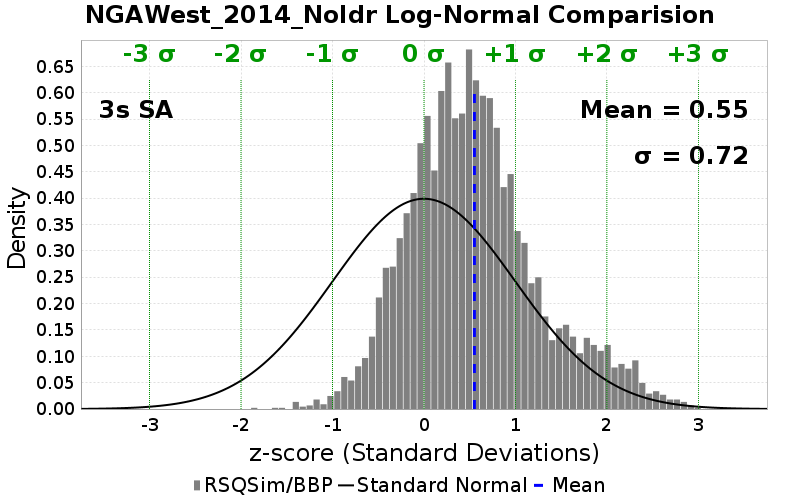 NGAWest_2014_NoIdr Log-Normal Comparision
-3 σ -2 σ -1 σ 0 σ +1 σ +2 σ +3 σ
3s SA
Mean = 0.55
σ = 0.72
Density
0.65
0.60
0.55
0.50
0.45
0.40
0.35
0.30
0.25
0.20
0.15
0.10
0.05
0.00
-3 -2 -1 0 1 2 3
z-score (Standard Deviations)
RSQSim/BBP Standard Normal Mean